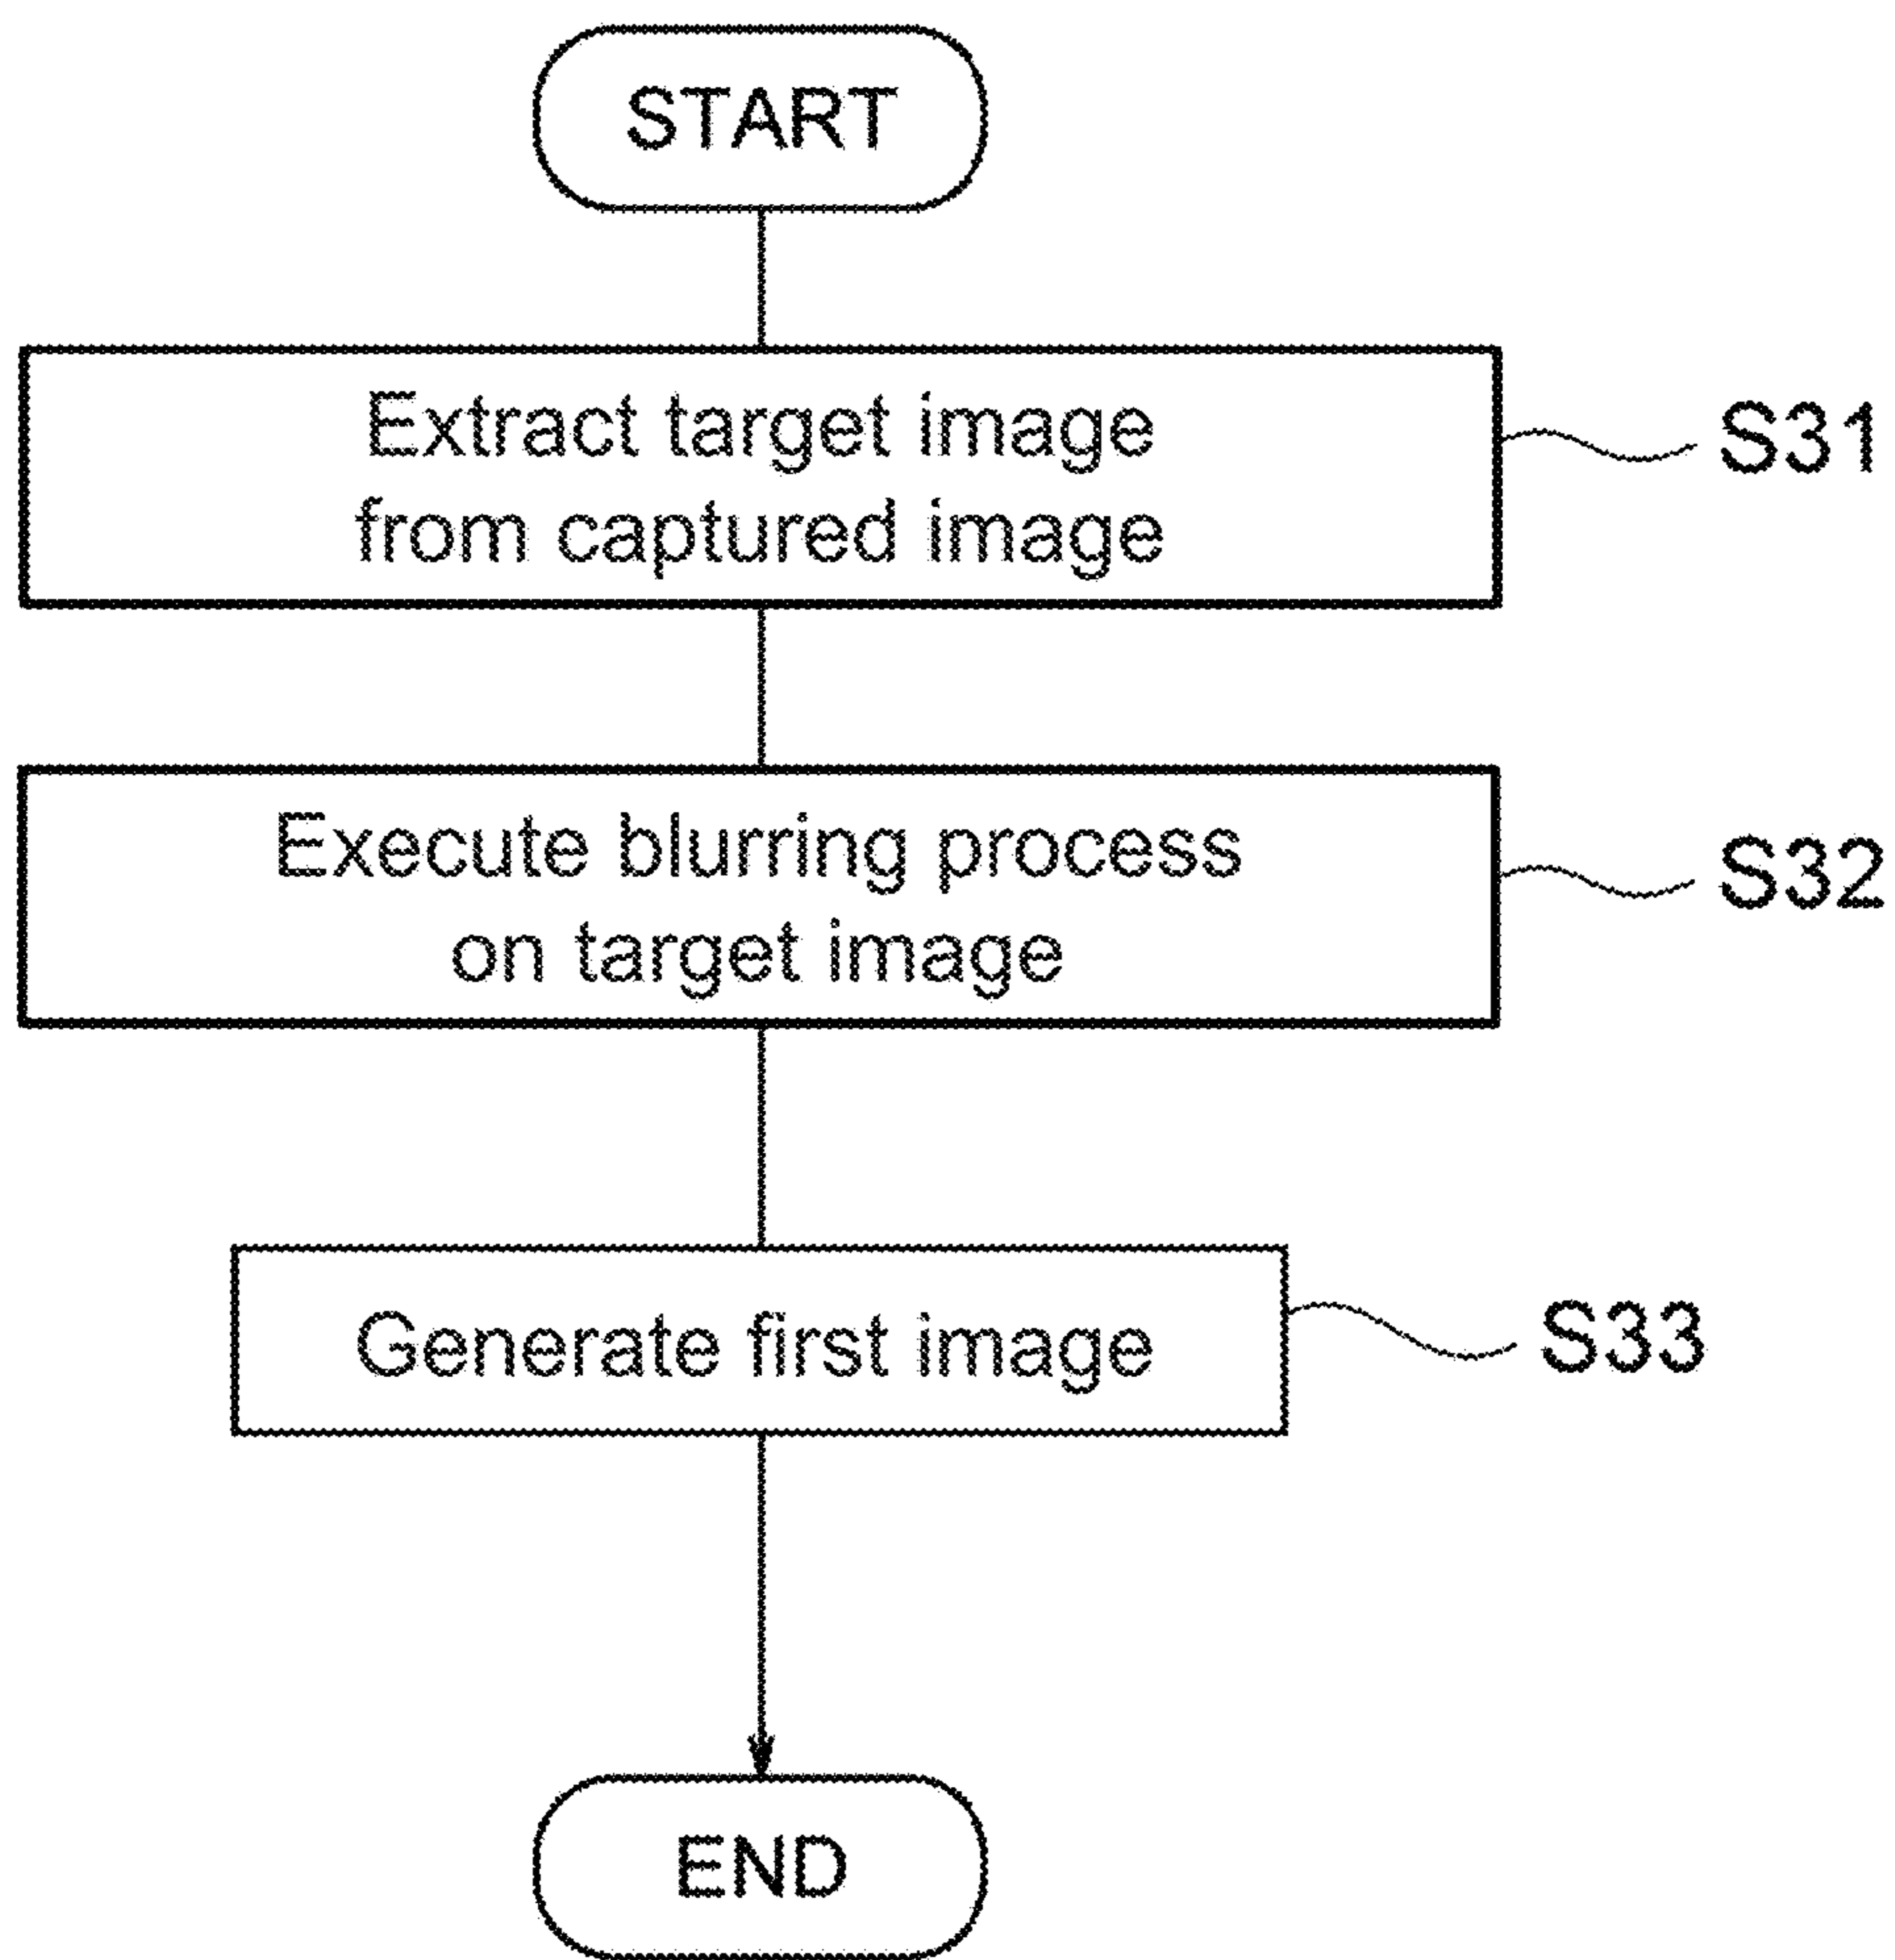 START
Extract target image
from captured image
S31
Execute blurring process
on target image
S32
Generate first image
S33
END